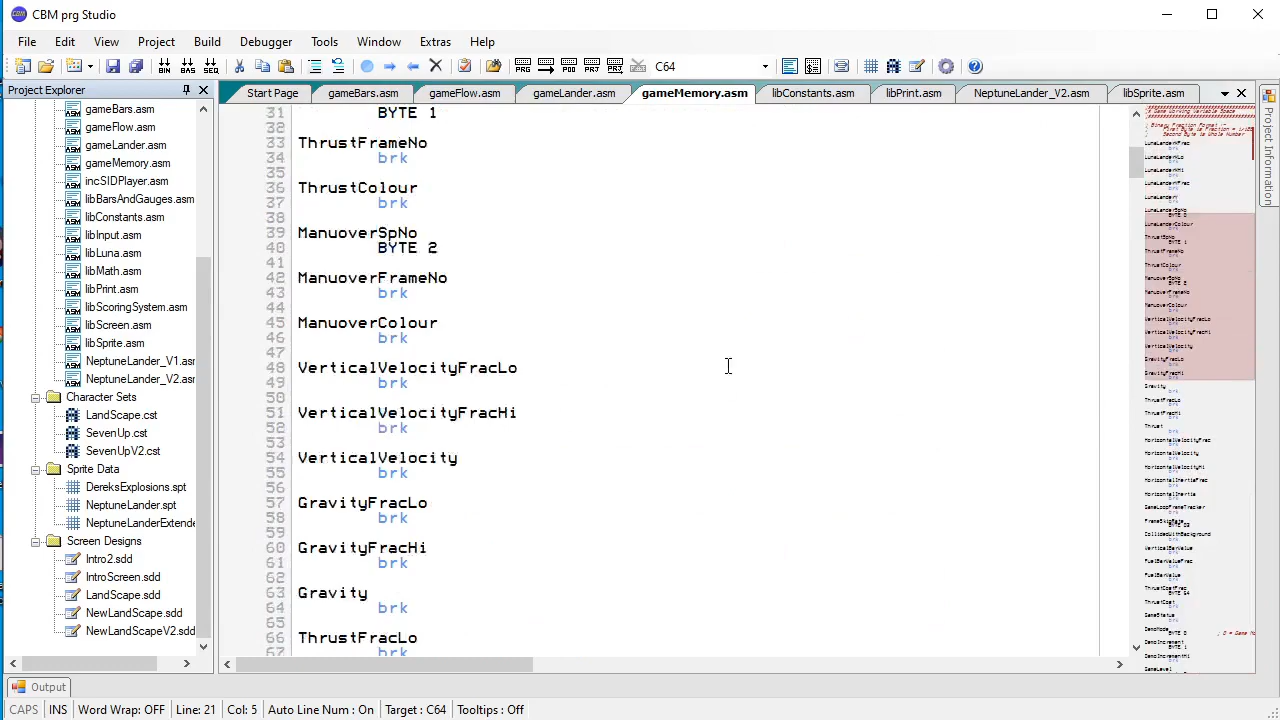 CBM prg Studio
File Edit View Project Build Debugger Tools Window Extras Help
C64
Project Explorer
Start Page gameBars.asm gameFlow.asm gameLander.asm gameMemory.asm libConstants.asm libPrint.asm NeptuneLander_V2.asm libSprite.asm
gameBars.asm
gameFlow.asm
gameLander.asm
gameMemory.asm
incSIDPlayer.asm
libBarsAndGauges.asm
libConstants.asm
libInput.asm
libLuna.asm
libMath.asm
libPrint.asm
libScoringSystem.asm
libScreen.asm
libSprite.asm
NeptuneLander_V1.asm
NeptuneLander_V2.asm
Character Sets
LandScape.cst
SevenUp.cst
SevenUpV2.cst
Sprite Data
DereksExplosions.spt
NeptuneLander.spt
NeptuneLanderExtende
Screen Designs
Intro2.sdd
IntroScreen.sdd
LandScape.sdd
NewLandScape.sdd
NewLandScapeV2.sdd
31 BYTE 1
32
33 ThrustFrameNo
34 brk
35
36 ThrustColour
37 brk
38
39 ManuoverSpNo
40 BYTE 2
41
42 ManuoverFrameNo
43 brk
44
45 ManuoverColour
46 brk
47
48 VerticalVelocityFracLo
49 brk
50
51 VerticalVelocityFracHi
52 brk
53
54 VerticalVelocity
55 brk
56
57 GravityFracLo
58 brk
59
60 GravityFracHi
61 brk
62
63 Gravity
64 brk
65
66 ThrustFracLo
67 brk
Project Information
Output
CAPS INS Word Wrap: OFF Line: 21 Col: 5 Auto Line Num : On Target : C64 Tooltips : Off